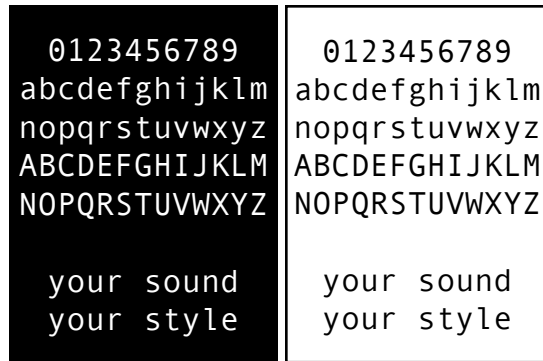 0123456789
abcdefghijklm
nopqrstuvwxyz
ABCDEFGHIJKLM
NOPQRSTUVWXYZ
your sound
your style
0123456789
abcdefghijklm
nopqrstuvwxyz
ABCDEFGHIJKLM
NOPQRSTUVWXYZ
your sound
your style